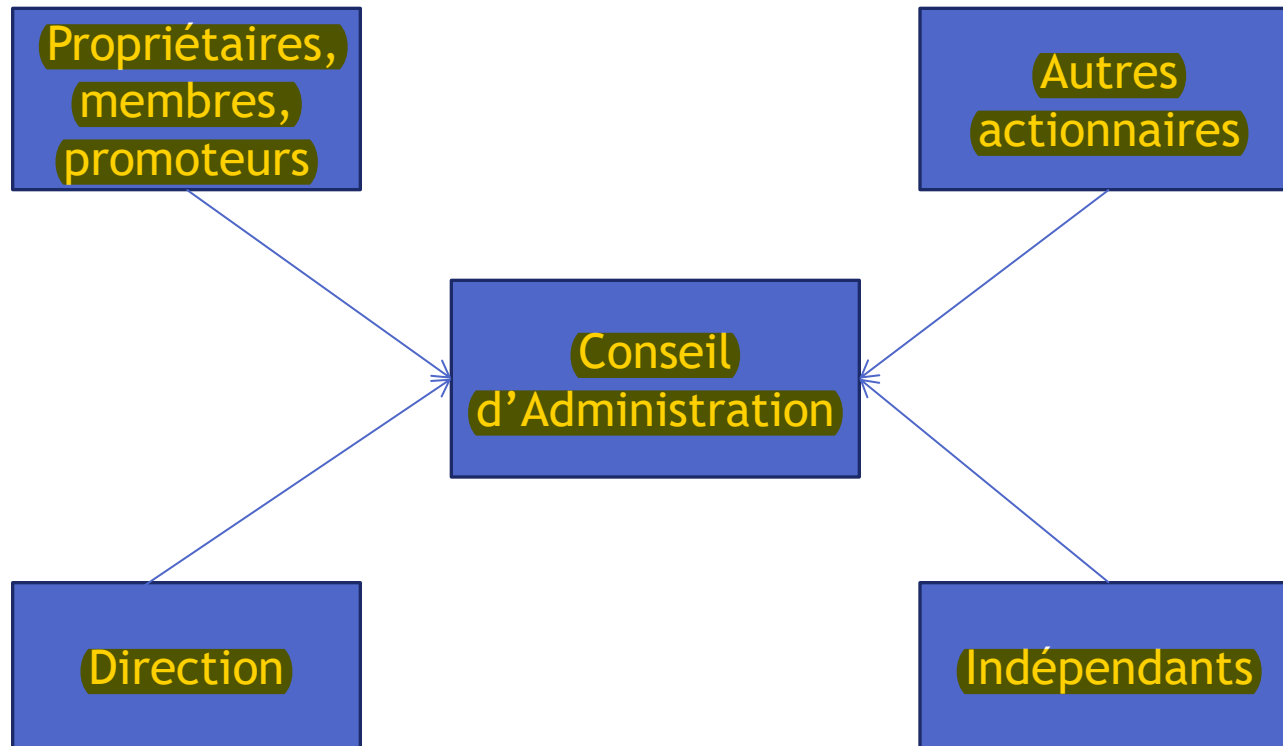 Propriétaires,
membres,
promoteurs
Autres
actionnaires
Conseil
d’Administration
Direction
Indépendants